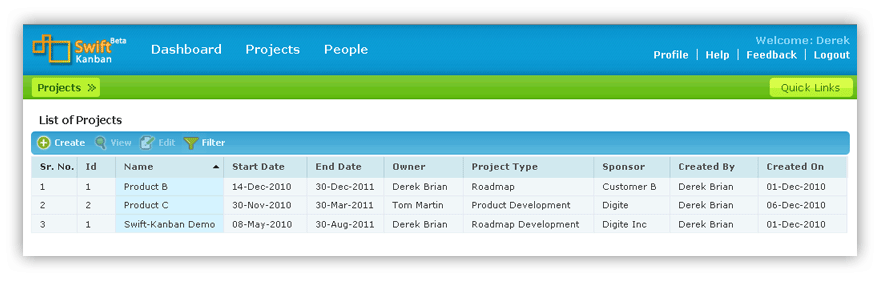 Swift Beta
Kanban
Dashboard Projects People
Welcome: Derek
Profile | Help | Feedback | Logout
Projects »
Quick Links
List of Projects
Create View Edit Filter
Sr. No. Id Name Start Date End Date Owner Project Type Sponsor Created By Created On
1 1 Product B 14-Dec-2010 30-Dec-2011 Derek Brian Roadmap Customer B Derek Brian 01-Dec-2010
2 2 Product C 30-Nov-2010 30-Mar-2011 Tom Martin Product Development Digite Derek Brian 06-Dec-2010
3 1 Swift-Kanban Demo 08-May-2010 30-Aug-2011 Derek Brian Roadmap Development Digite Inc Derek Brian 01-Dec-2010